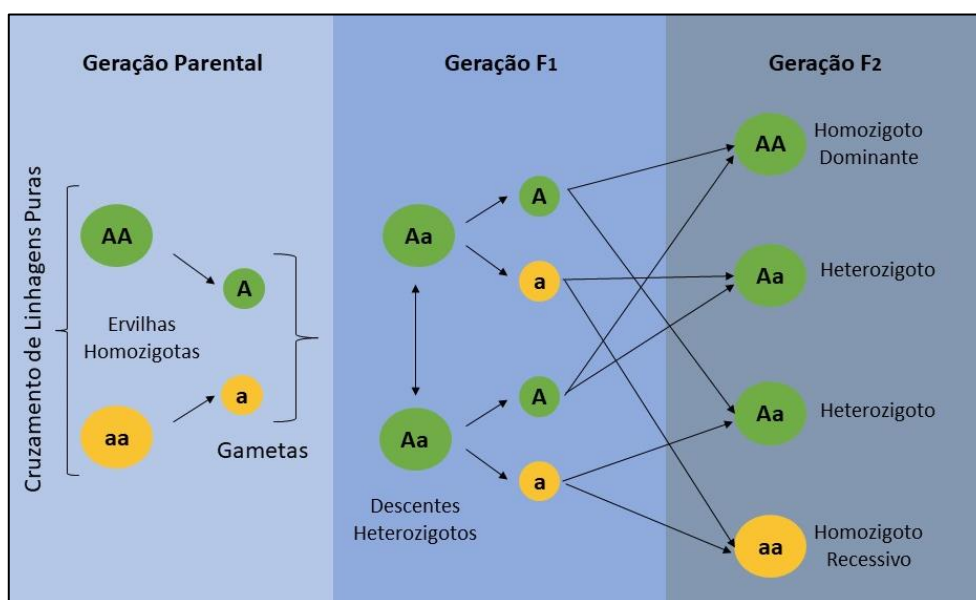 Geração Parental
Cruzamento de Linhagens Puras
AA
A
Ervilhas
Homozigotas
aa
a
Gametas
Geração F1
Aa
A
a
Aa
A
a
Descentes
Heterozigotos
Geração F2
AA
Homozigoto
Dominante
Aa
Heterozigoto
Aa
Heterozigoto
aa
Homozigoto
Recessivo